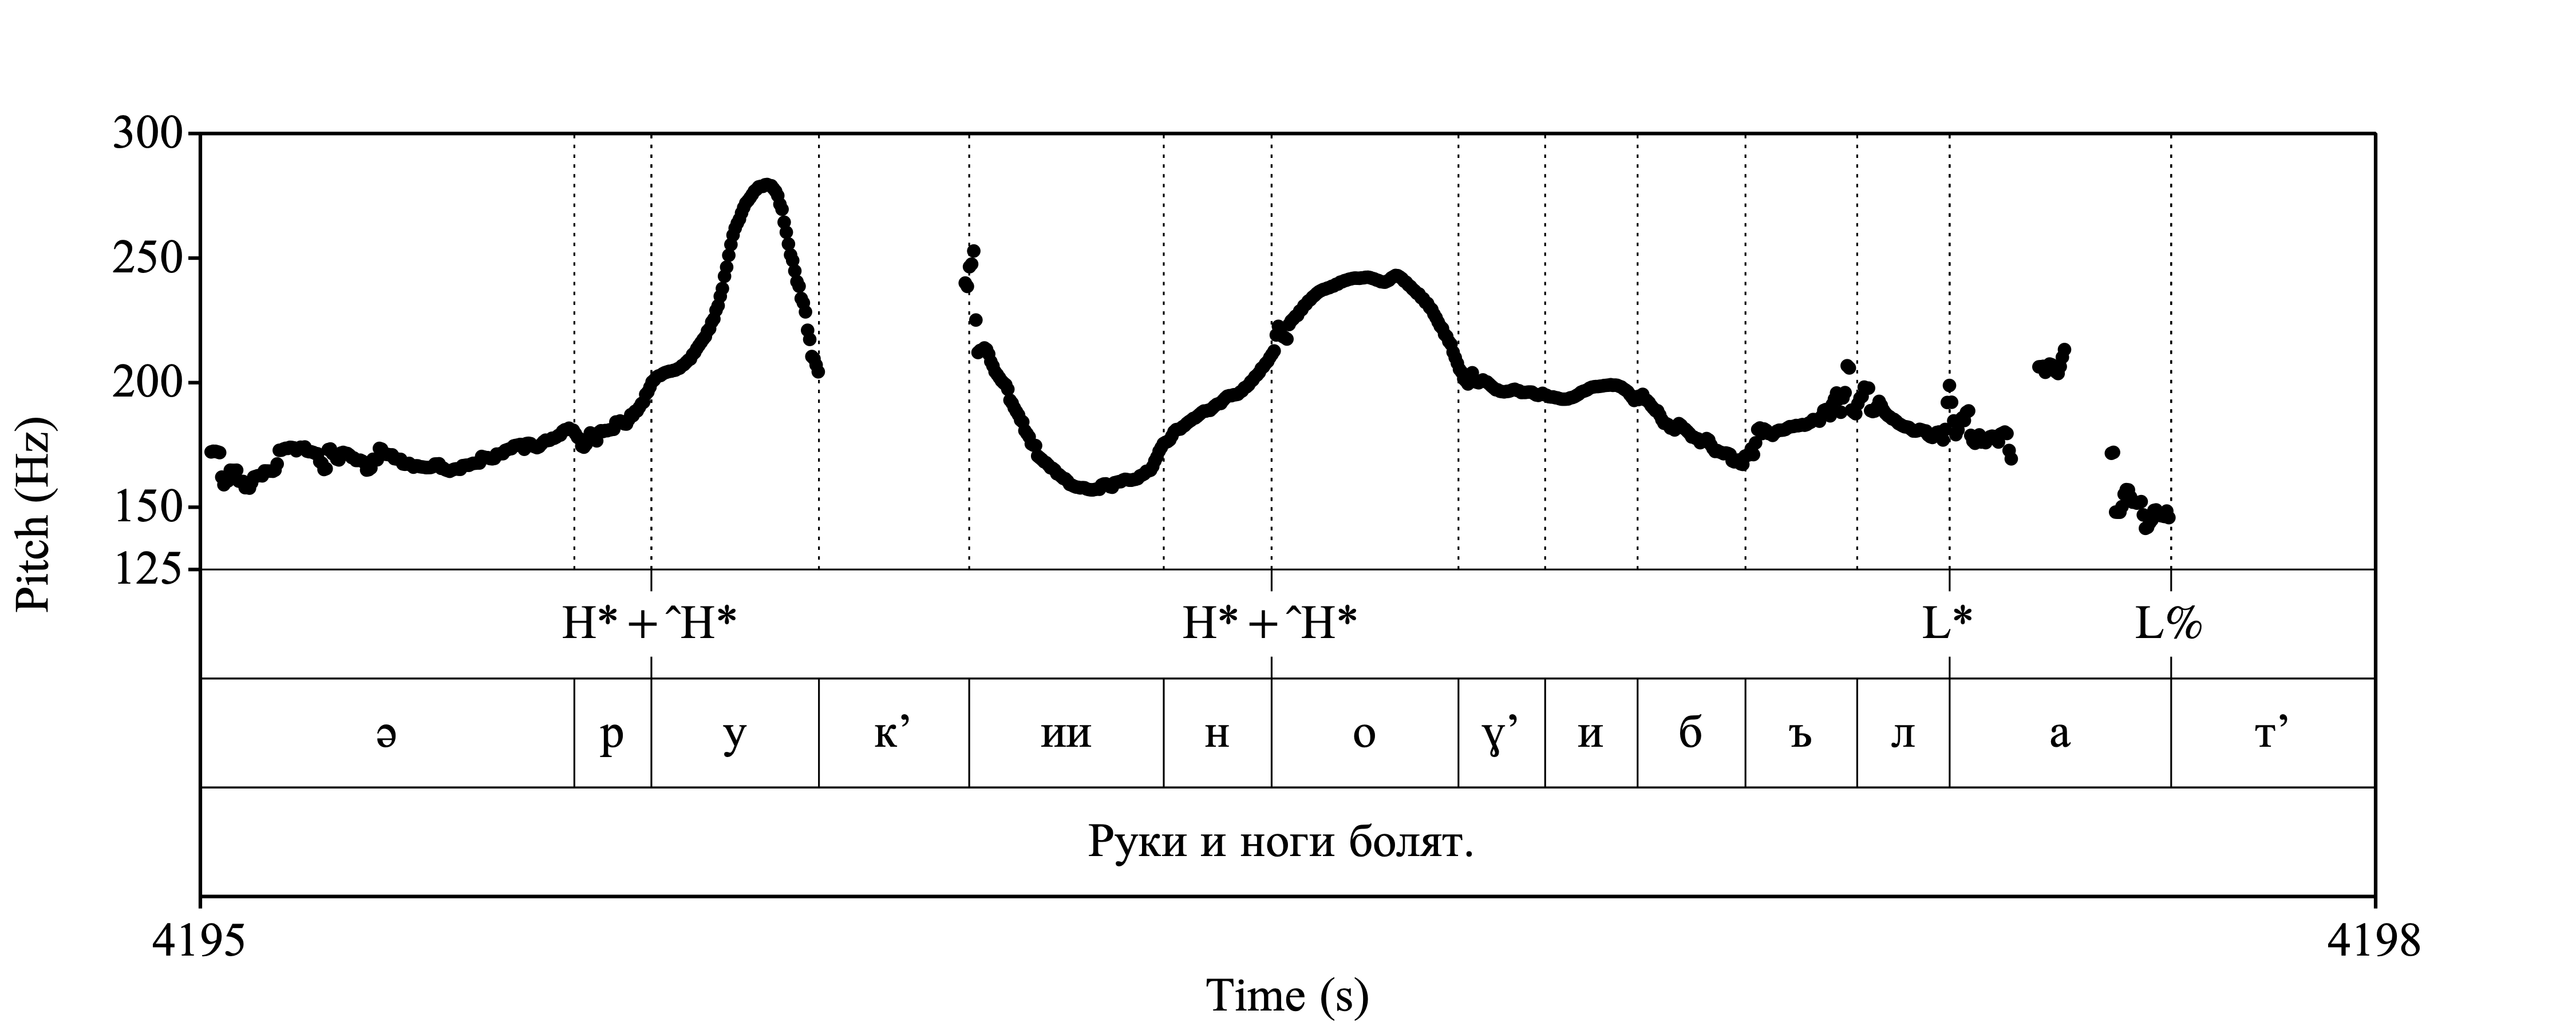 300
250
200
150
125
Pitch (Hz)
H* + ˆH* H* + ˆH* L* L%
ә р у к’ ии н о ɣ’ и б ъ л а т’
Руки и ноги болят.
4195 4198
Time (s)